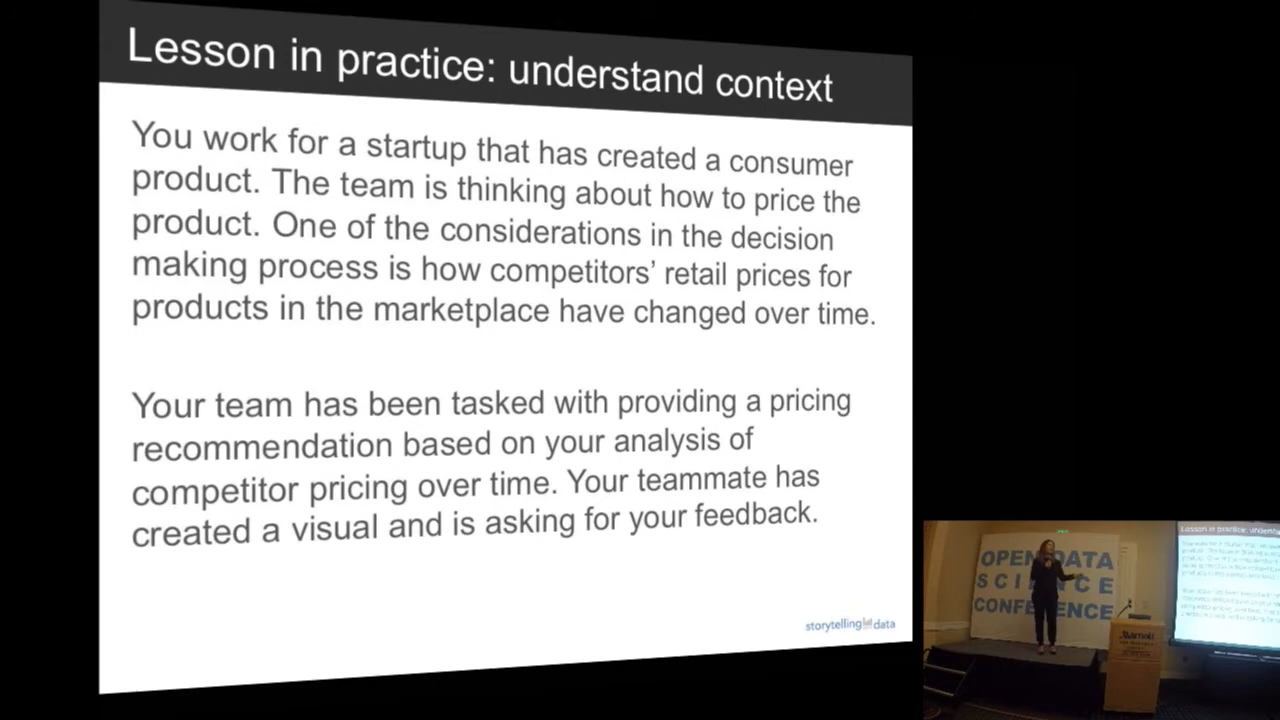 Lesson in practice: understand context
You work for a startup that has created a consumer
product. The team is thinking about how to price the
product. One of the considerations in the decision
making process is how competitors’ retail prices for
products in the marketplace have changed over time.
Your team has been tasked with providing a pricing
recommendation based on your analysis of
competitor pricing over time. Your teammate has
created a visual and is asking for your feedback.
storytelling data
OPEN DATA
SCIENCE
CONFERENCE
Marriott
Lesson in practice: